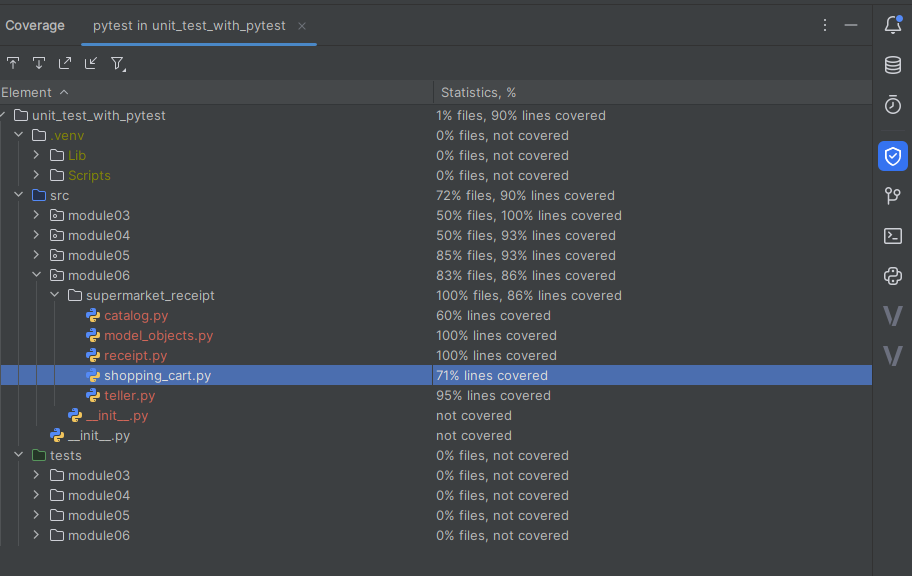 Coverage pytest in unit_test_with_pytest
Element Statistics, %
unit_test_with_pytest 1% files, 90% lines covered
.venv 0% files, not covered
Lib 0% files, not covered
Scripts 0% files, not covered
src 72% files, 90% lines covered
module03 50% files, 100% lines covered
module04 50% files, 93% lines covered
module05 85% files, 93% lines covered
module06 83% files, 86% lines covered
supermarket_receipt 100% files, 86% lines covered
catalog.py 60% lines covered
model_objects.py 100% lines covered
receipt.py 100% lines covered
shopping_cart.py 71% lines covered
teller.py 95% lines covered
__init__.py not covered
__init__.py not covered
tests 0% files, not covered
module03 0% files, not covered
module04 0% files, not covered
module05 0% files, not covered
module06 0% files, not covered